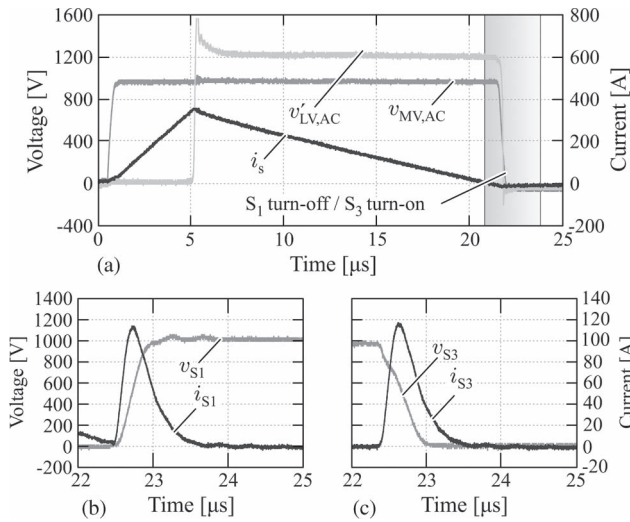 1600 800
1200 600
800 400
400 200
0 0
-400 -200
Voltage [V]
Current [A]
v′LV,AC
vMV,AC
is
S1 turn-off / S3 turn-on
0 5 10 15 20 25
(a) Time [µs]
1400
1200
1000
800
600
400
200
0
-200
Voltage [V]
vS1
iS1
22 23 24 25
(b) Time [µs]
140
120
100
80
60
40
20
0
-20
Current [A]
vS3
iS3
22 23 24 25
(c) Time [µs]